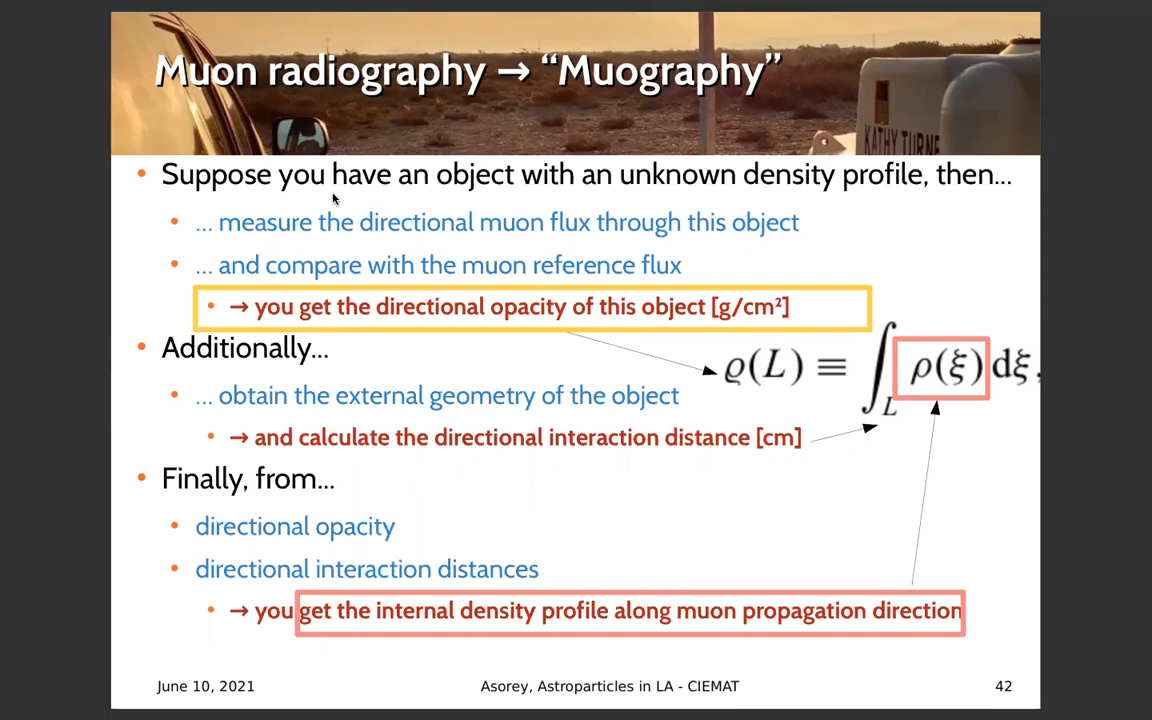 Muon radiography → “Muography”
KATHY TURNE
• Suppose you have an object with an unknown density profile, then...
• ... measure the directional muon flux through this object
• ... and compare with the muon reference flux
• → you get the directional opacity of this object [g/cm²]
• Additionally...
ϱ(L) ≡ ∫_L ρ(ξ) dξ,
• ... obtain the external geometry of the object
• → and calculate the directional interaction distance [cm]
• Finally, from...
• directional opacity
• directional interaction distances
• → you get the internal density profile along muon propagation direction
June 10, 2021
Asorey, Astroparticles in LA - CIEMAT
42